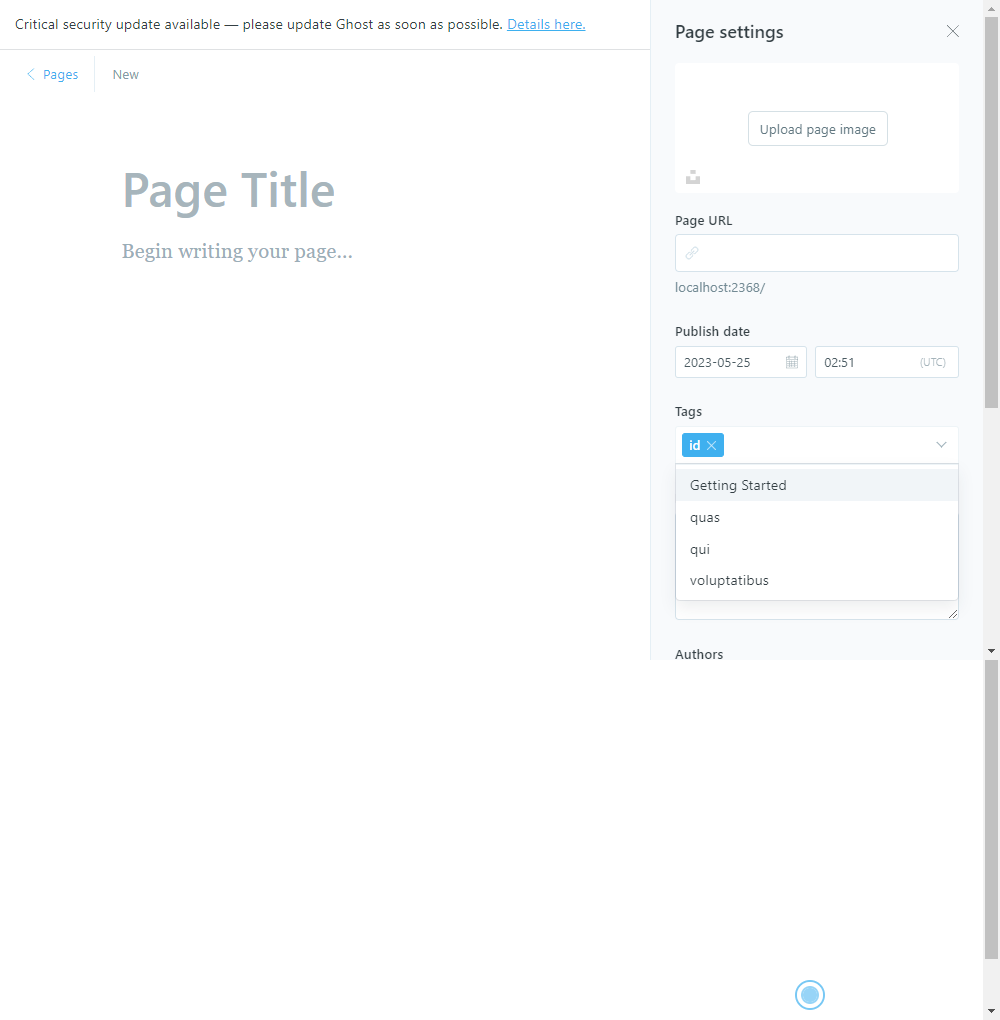 Critical security update available — please update Ghost as soon as possible. Details here.
Pages
New
Page Title
Begin writing your page...
Page settings
Upload page image
Page URL
localhost:2368/
Publish date
2023-05-25
02:51
(UTC)
Tags
id
Getting Started
quas
qui
voluptatibus
Authors